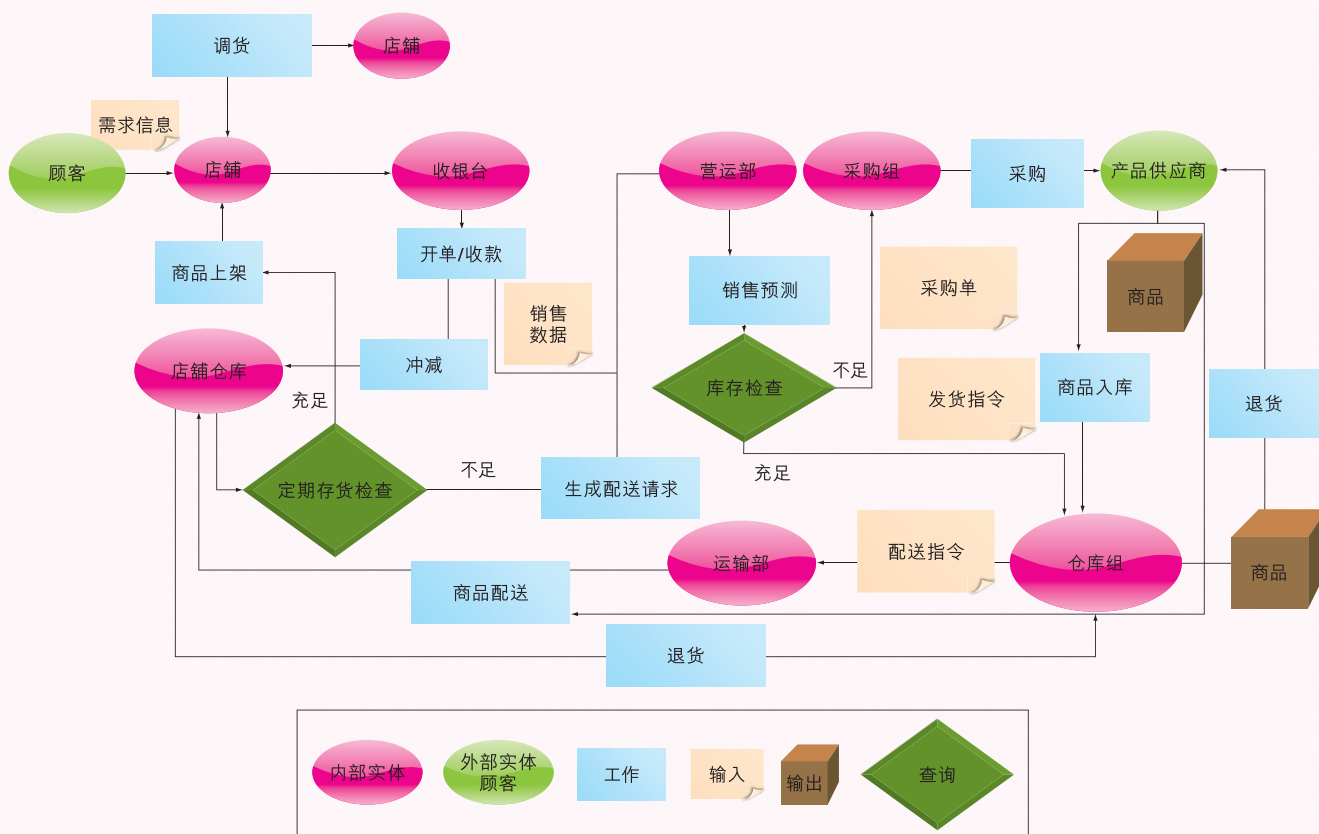 调货
店舖
需求信息
顾客
店舖
收银台
营运部
采购组
采购
产品供应商
商品上架
开单/收款
销售
数据
销售预测
采购单
商品
店舖仓库
冲减
充足
库存检查
不足
发货指令
商品入库
退货
定期存货检查
不足
生成配送请求
充足
商品配送
运输部
配送指令
仓库组
商品
退货
内部实体
外部实体
顾客
工作
输入
输出
查询